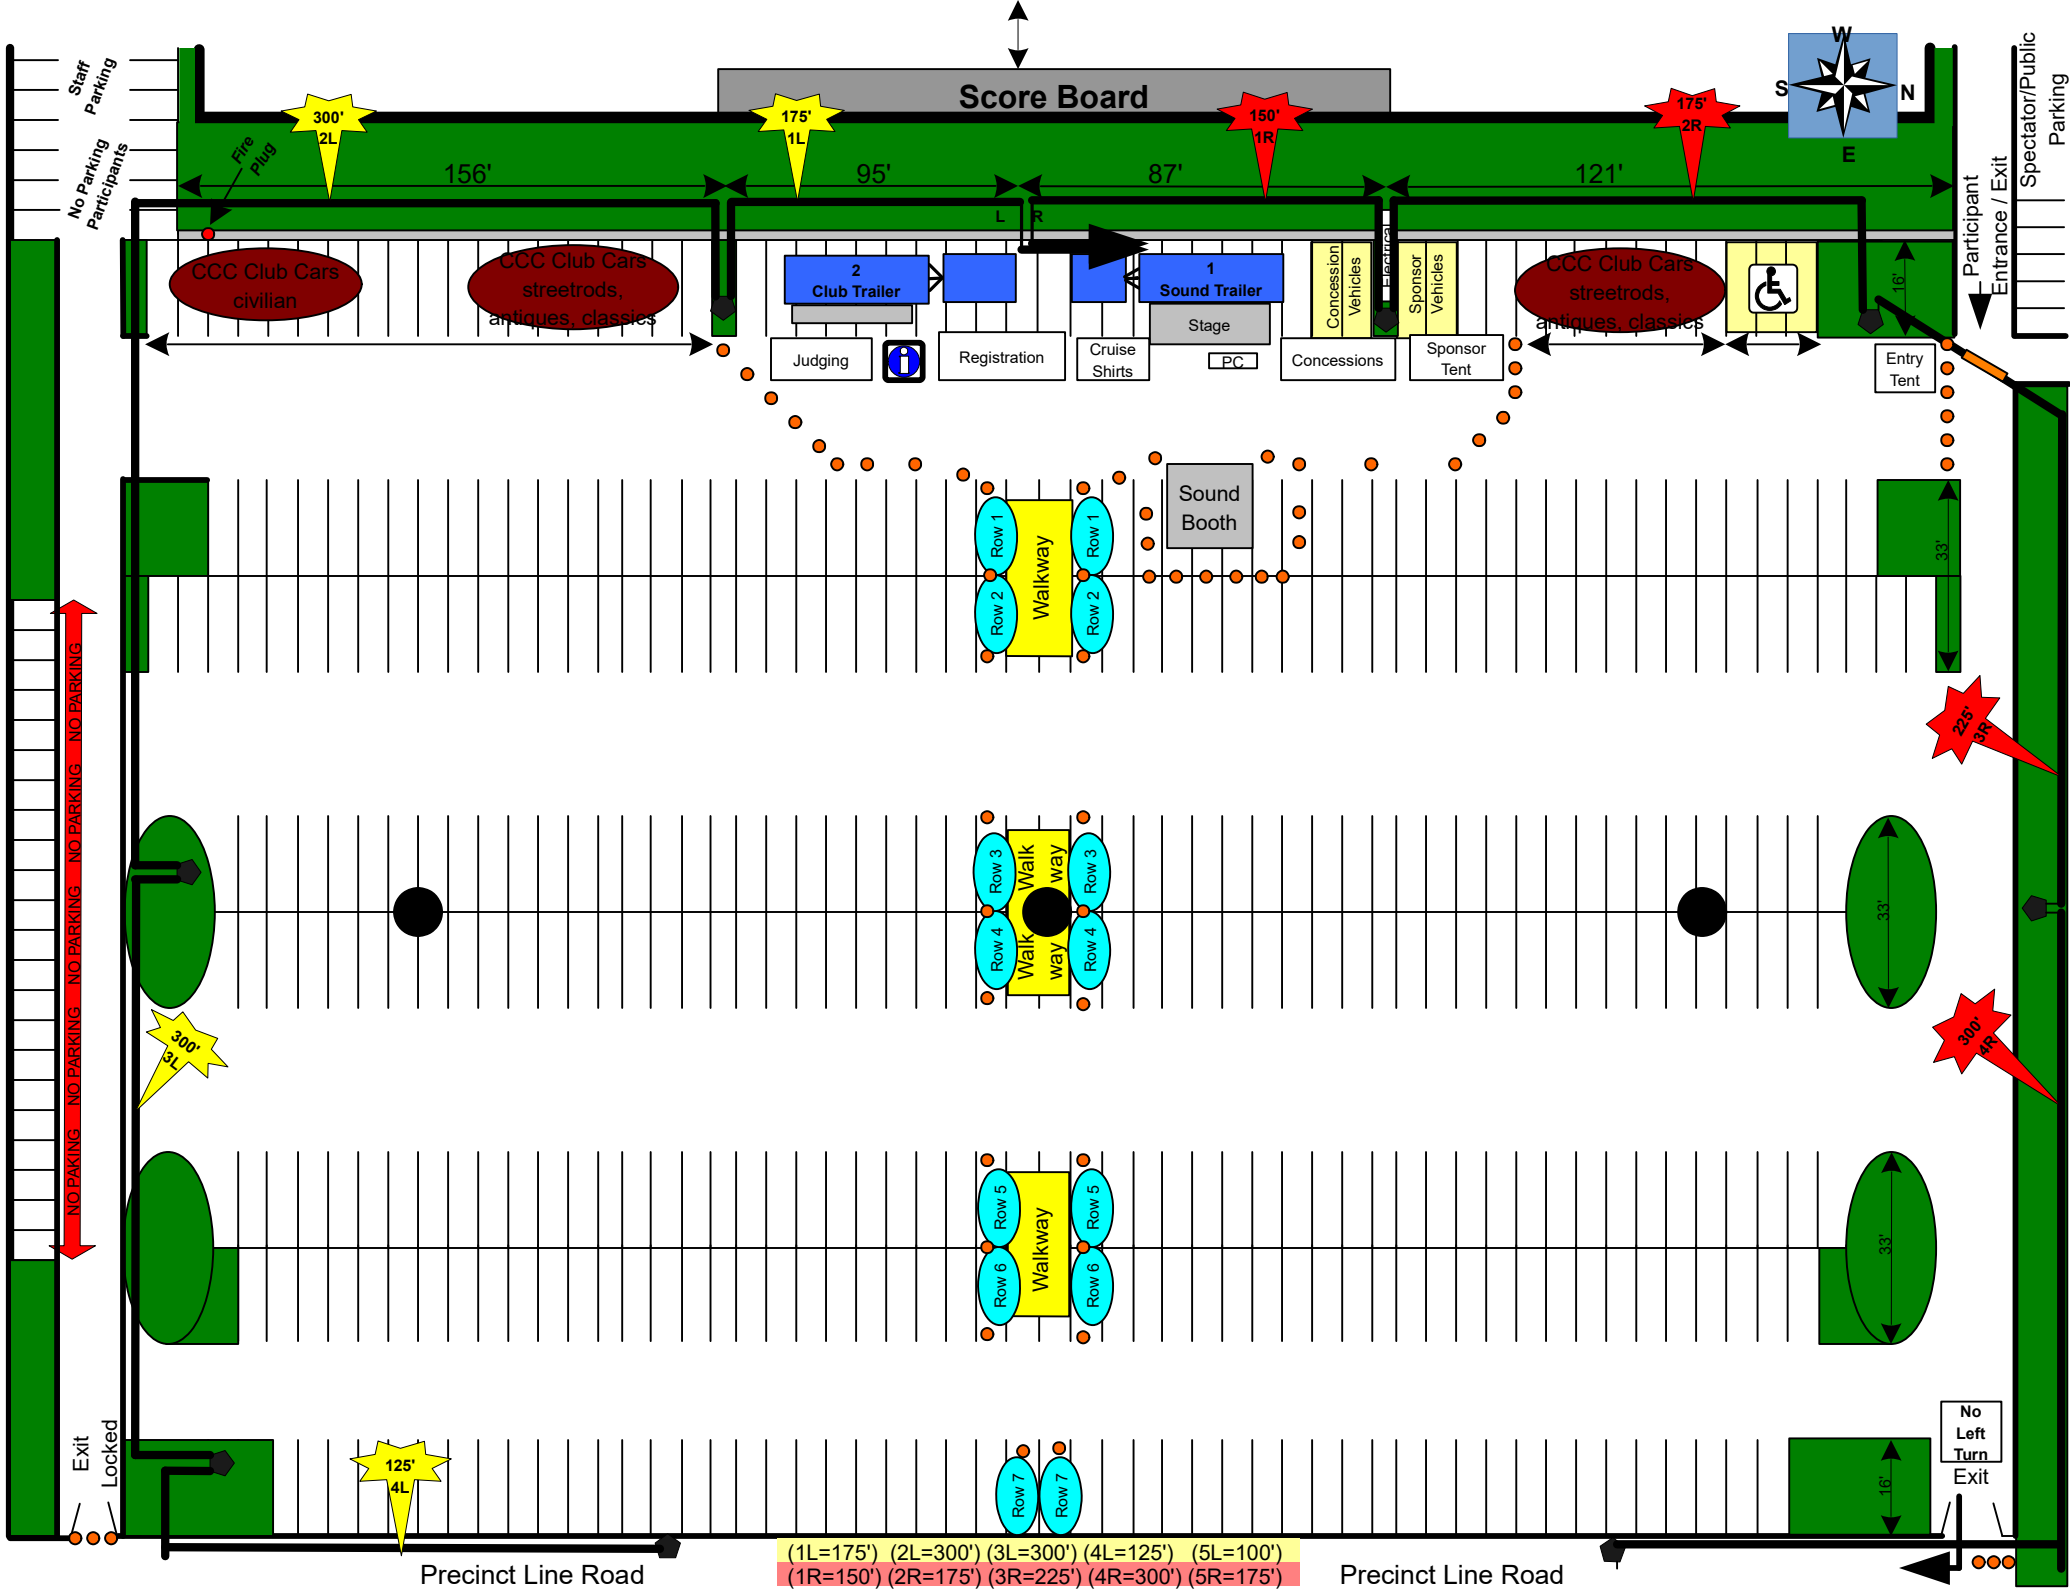 Score Board
W
S
N
E
Staff
Parking
No Parking
Participants
Fire
Plug
300'
2L
175'
1L
150'
1R
175'
2R
156'
95'
87'
121'
L
R
Spectator/Public
Parking
Participant
Entrance / Exit
CCC Club Cars
civilian
CCC Club Cars
streetrods,
antiques, classics
2
Club Trailer
1
Sound Trailer
Stage
Concession
Vehicles
Electrical
Sponsor
Vehicles
CCC Club Cars
streetrods,
antiques, classics
16'
Judging
i
Registration
Cruise
Shirts
PC
Concessions
Sponsor
Tent
Entry
Tent
Sound
Booth
Row 1
Walkway
Row 1
Row 2
Row 2
33'
NO PARKING
NO PARKING
NO PARKING
NO PARKING
NO PAKING
225'
3R
Row 3
Walk
way
Row 3
Row 4
Walk
way
Row 4
33'
300'
3L
300'
4R
Row 5
Walkway
Row 5
Row 6
Row 6
33'
Exit
Locked
125'
4L
Row 7
Row 7
16'
No
Left
Turn
Exit
Precinct Line Road
(1L=175') (2L=300') (3L=300') (4L=125') (5L=100')
(1R=150') (2R=175') (3R=225') (4R=300') (5R=175')
Precinct Line Road